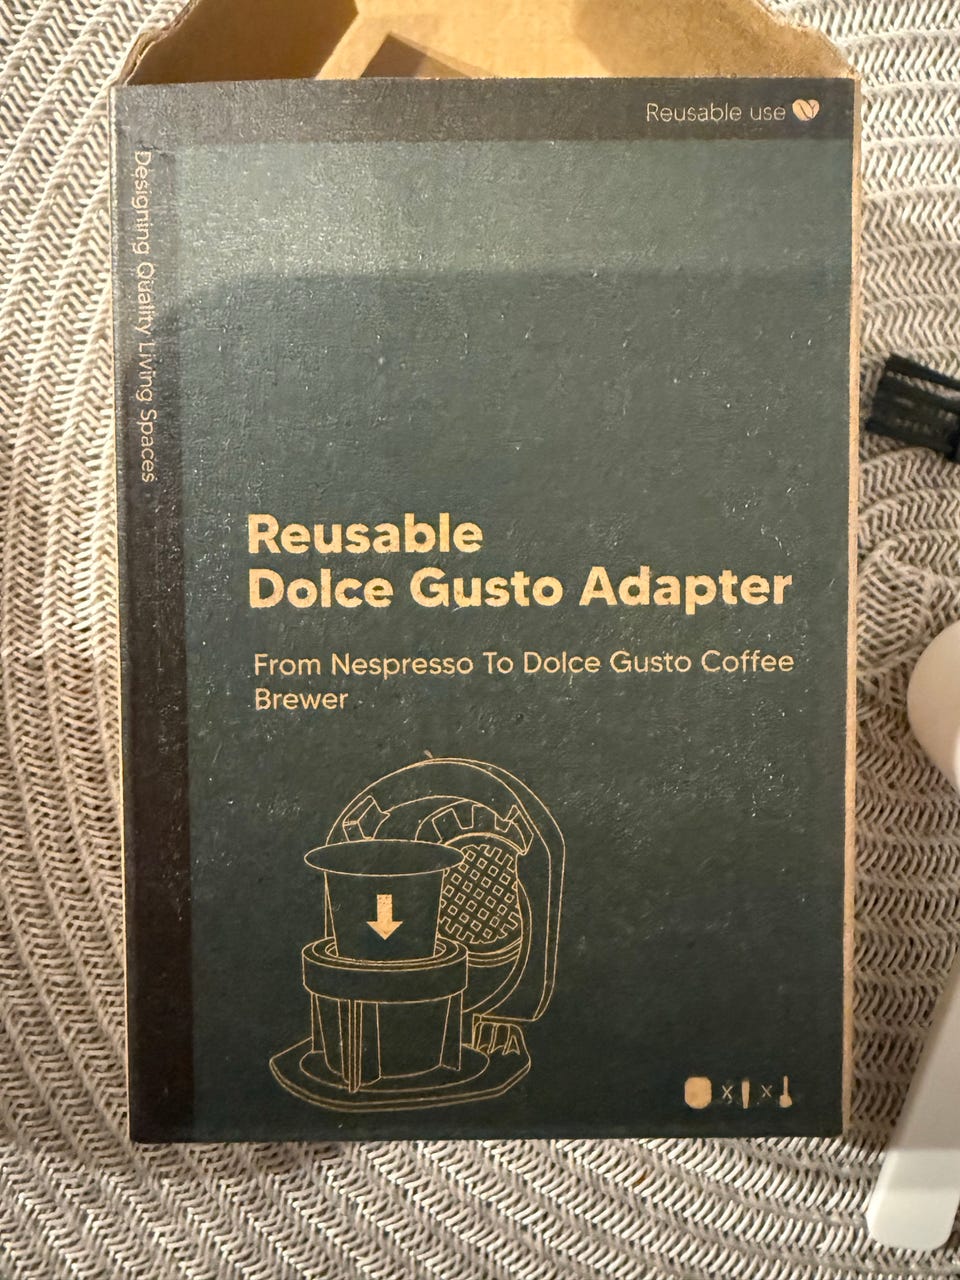 Reusable use
Designing Quality Living Spaces
Reusable
Dolce Gusto Adapter
From Nespresso To Dolce Gusto Coffee
Brewer
x x